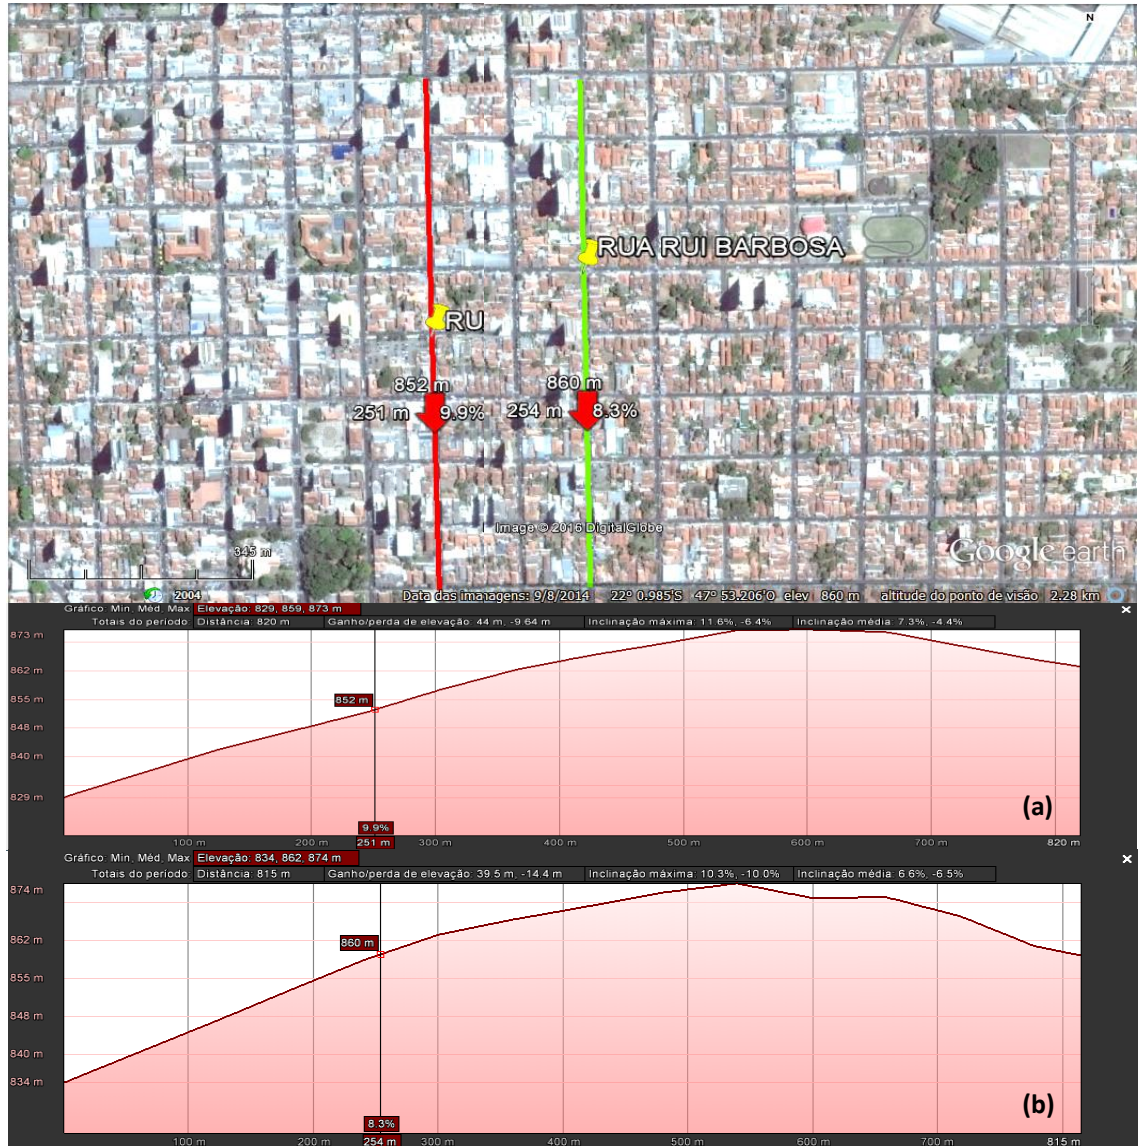 N
RUA RUI BARBOSA
RU
852 m
251 m 9.9%
860 m
254 m 8.3%
Image © 2016 DigitalGlobe
345 m
Google earth
2004
Data das imagens: 9/8/2014 22° 0.985'S 47° 53.206'O elev 860 m altitude do ponto de visão 2.28 km
Gráfico: Min, Méd, Max Elevação: 829, 859, 873 m
Totais do período: Distância: 820 m Ganho/perda de elevação: 44 m, -9.64 m Inclinação máxima: 11.6%, -6.4% Inclinação média: 7.3%, -4.4%
873 m
862 m
855 m
848 m
840 m
829 m
852 m
9.9%
100 m 200 m 251 m 300 m 400 m 500 m 600 m 700 m 820 m
(a)
Gráfico: Min, Méd, Max Elevação: 834, 862, 874 m
Totais do período: Distância: 815 m Ganho/perda de elevação: 39.5 m, -14.4 m Inclinação máxima: 10.3%, -10.0% Inclinação média: 6.6%, -6.5%
874 m
862 m
855 m
848 m
840 m
834 m
860 m
8.3%
100 m 200 m 254 m 300 m 400 m 500 m 600 m 700 m 815 m
(b)